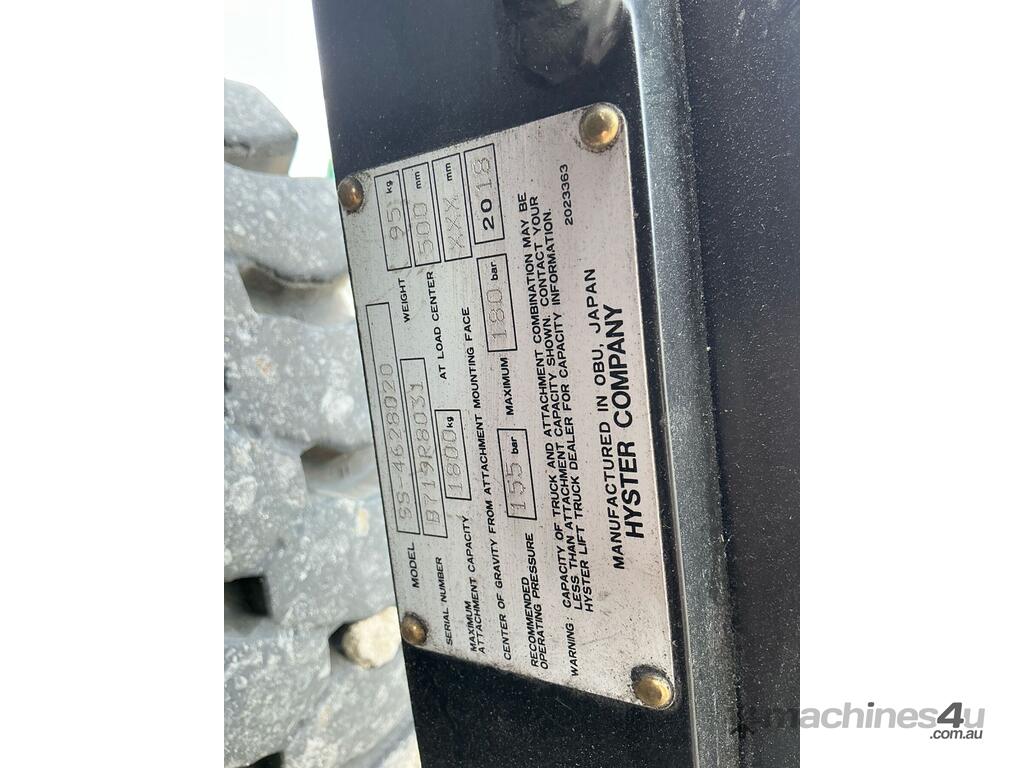 MODEL SS-4628020 WEIGHT 95 kg
SERIAL NUMBER B719R8031
MAXIMUM
ATTACHMENT CAPACITY 1800 kg AT LOAD CENTER 500 mm
CENTER OF GRAVITY FROM ATTACHMENT MOUNTING FACE XXX mm
RECOMMENDED
OPERATING PRESSURE 155 bar MAXIMUM 180 bar 2018
WARNING: CAPACITY OF TRUCK AND ATTACHMENT COMBINATION MAY BE
LESS THAN ATTACHMENT CAPACITY SHOWN. CONTACT YOUR
HYSTER LIFT TRUCK DEALER FOR CAPACITY INFORMATION.
2023363
MANUFACTURED IN OBU, JAPAN
HYSTER COMPANY
machines4u
.com.au